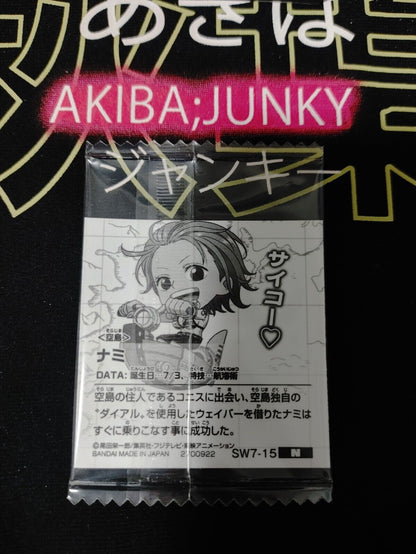 あきば
AKIBA;JUNKY
ジャンキー
サイコー♡
<空島>
ナミ
DATA: 誕生日、7/3、特技、航海術
空島の住人であるコニスに出会い、空島独自の
“ダイアル”を使用したウェイバーを借りたナミは
すぐに乗りこなす事に成功した。
©尾田栄一郎/集英社・フジテレビ・東映アニメーション
BANDAI MADE IN JAPAN 2700922 SW7-15 N